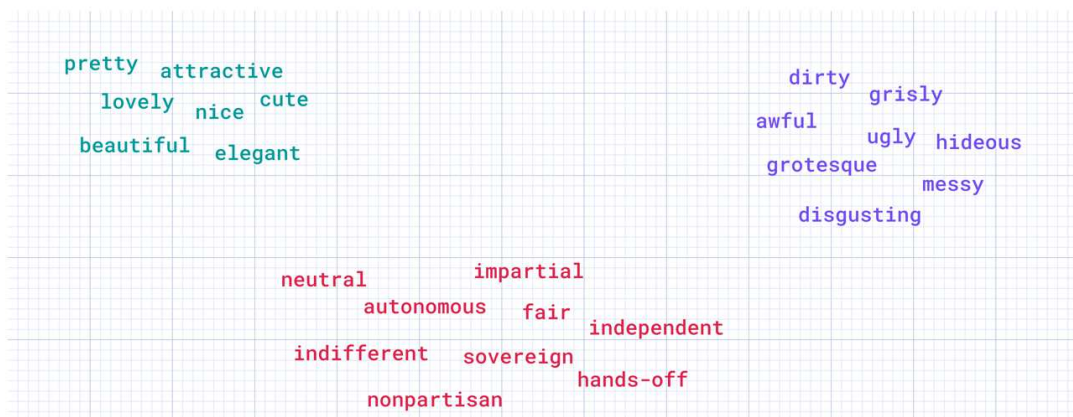 pretty
attractive
lovely
nice
cute
beautiful
elegant
dirty
grisly
awful
ugly
hideous
grotesque
messy
disgusting
neutral
impartial
autonomous
fair
independent
indifferent
sovereign
hands-off
nonpartisan